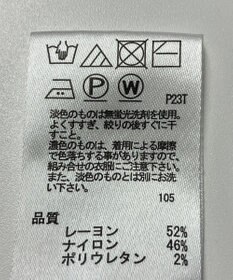 P
W
P23T
淡色のものは無蛍光洗剤を使用。
よくすすぎ、絞りの後すぐに干
すこと。
濃色のものは、着用による摩擦
で色落ちする事がありますので、
組み合せの衣服にご注意下さい。
また、淡色のものとは別にお洗
い下さい。
105
品質
レーヨン 52%
ナイロン 46%
ポリウレタン 2%